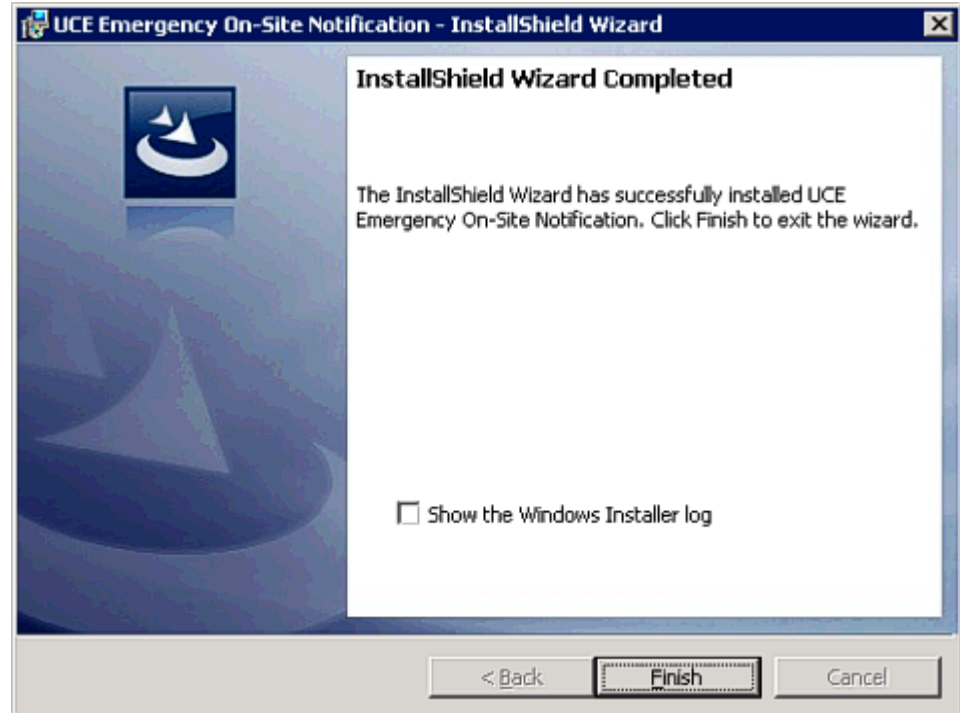 UCE Emergency On-Site Notification - InstallShield Wizard
InstallShield Wizard Completed
The InstallShield Wizard has successfully installed UCE
Emergency On-Site Notification. Click Finish to exit the wizard.
Show the Windows Installer log
< Back
Finish
Cancel